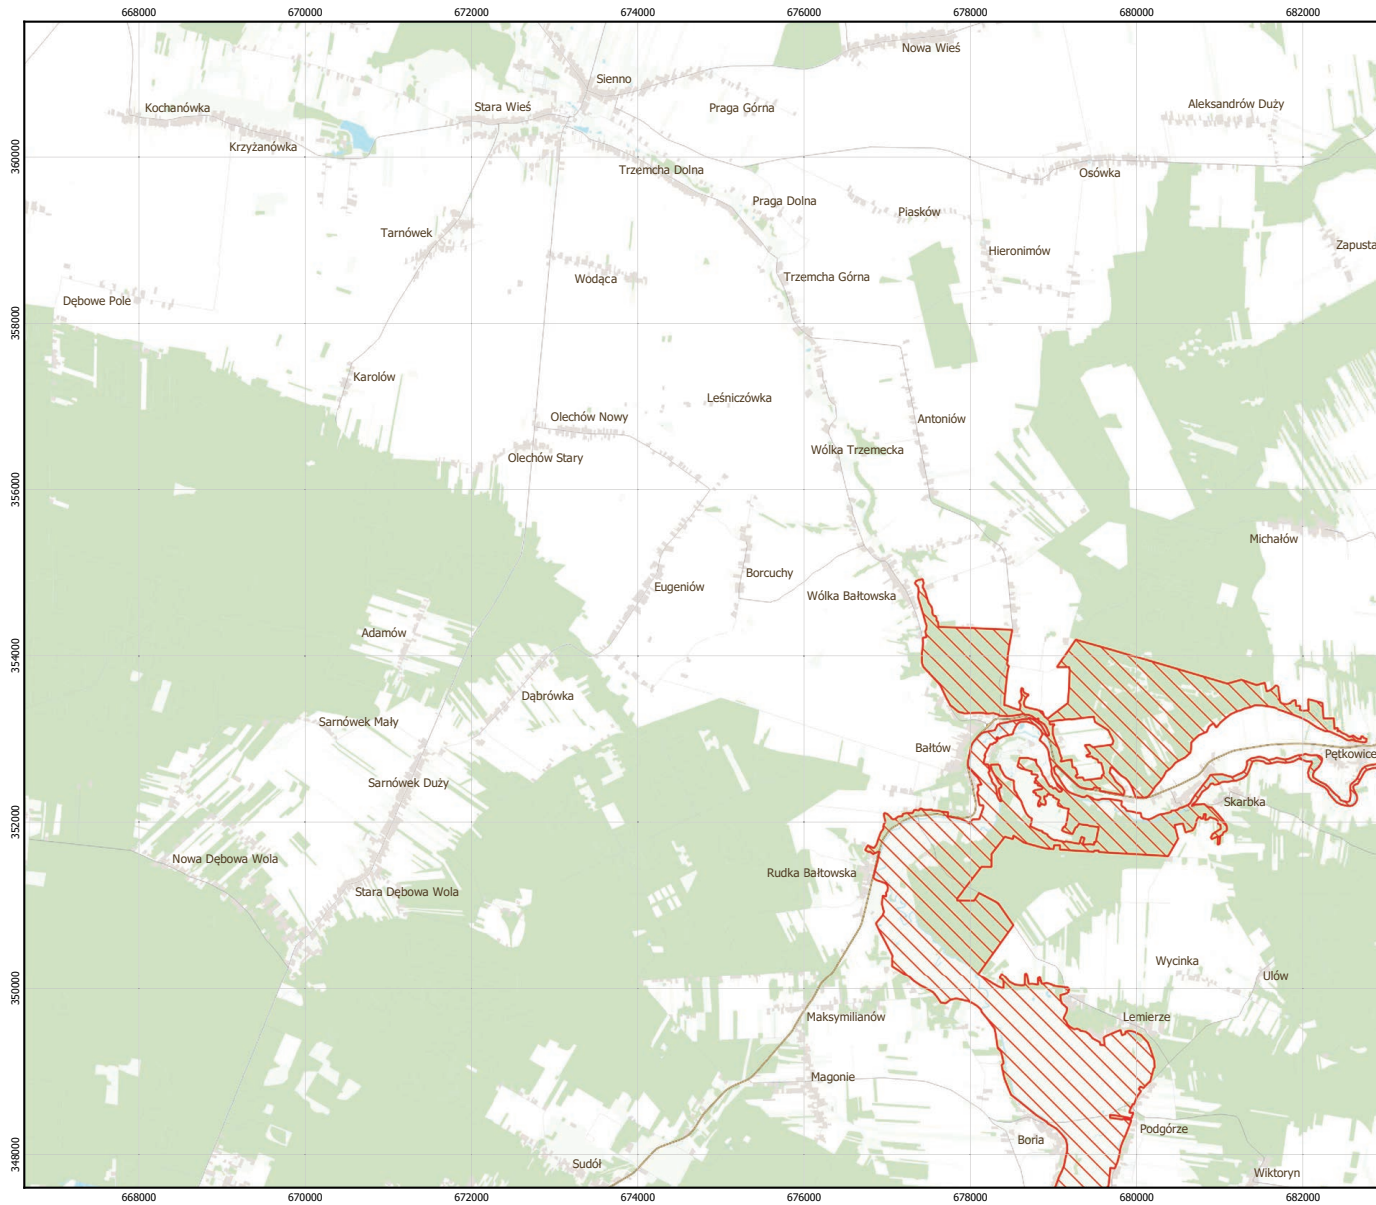 668000 670000 672000 674000 676000 678000 680000 682000
Nowa Wieś
Sienno
Kochanówka
Stara Wieś
Praga Górna
Aleksandrów Duży
Krzyżanówka
360000
Trzemcha Dolna
Osówka
Praga Dolna
Piasków
Tarnówek
Hieronimów
Zapusta
Wodąca
Trzemcha Górna
Dębowe Pole
358000
Karolów
Leśniczówka
Olechów Nowy
Antoniów
Wólka Trzemecka
Olechów Stary
356000
Michałów
Borcuchy
Eugeniów
Wólka Bałtowska
Adamów
354000
Dąbrówka
Sarnówek Mały
Bałtów
Pętkowice
Sarnówek Duży
Skarbka
352000
Nowa Dębowa Wola
Rudka Bałtowska
Stara Dębowa Wola
Wycinka
Ulów
350000
Maksymilianów
Lemierze
Magonie
Podgórze
Boria
348000
Sudół
Wiktoryn
668000 670000 672000 674000 676000 678000 680000 682000